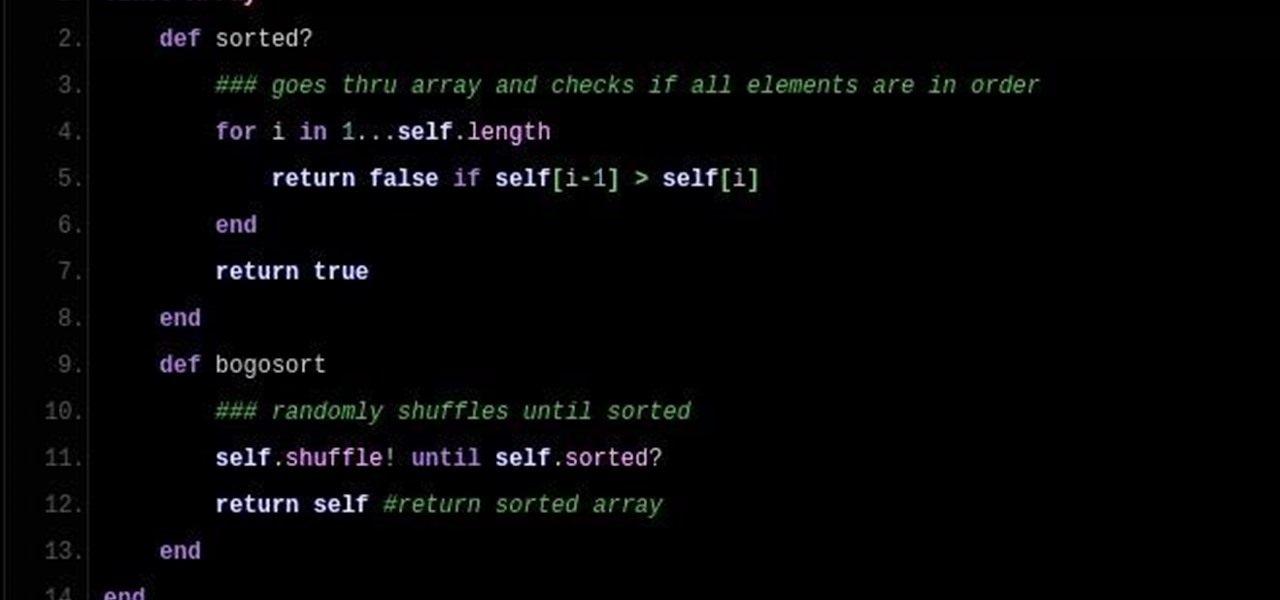 2. def sorted?
3. ### goes thru array and checks if all elements are in order
4. for i in 1...self.length
5. return false if self[i-1] > self[i]
6. end
7. return true
8. end
9. def bogosort
10. ### randomly shuffles until sorted
11. self.shuffle! until self.sorted?
12. return self #return sorted array
13. end
14. end